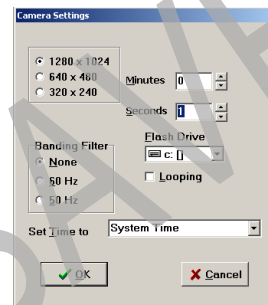 Camera Settings
1280 x 1024
640 x 480
320 x 240
Minutes 0
Seconds 1
Flash Drive
c: []
Looping
Banding Filter
None
60 Hz
50 Hz
Set Time to System Time
OK Cancel